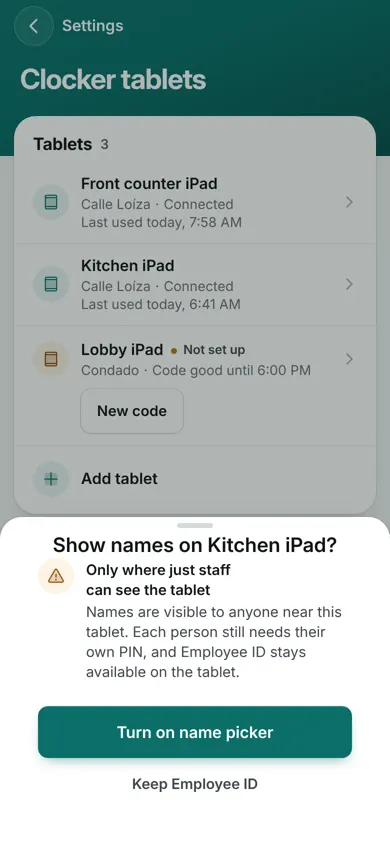 Settings
Clocker tablets
Tablets 3
Front counter iPad
Calle Loíza · Connected
Last used today, 7:58 AM
Kitchen iPad
Calle Loíza · Connected
Last used today, 6:41 AM
Lobby iPad • Not set up
Condado · Code good until 6:00 PM
New code
Add tablet
Show names on Kitchen iPad?
Only where just staff
can see the tablet
Names are visible to anyone near this
tablet. Each person still needs their
own PIN, and Employee ID stays
available on the tablet.
Turn on name picker
Keep Employee ID